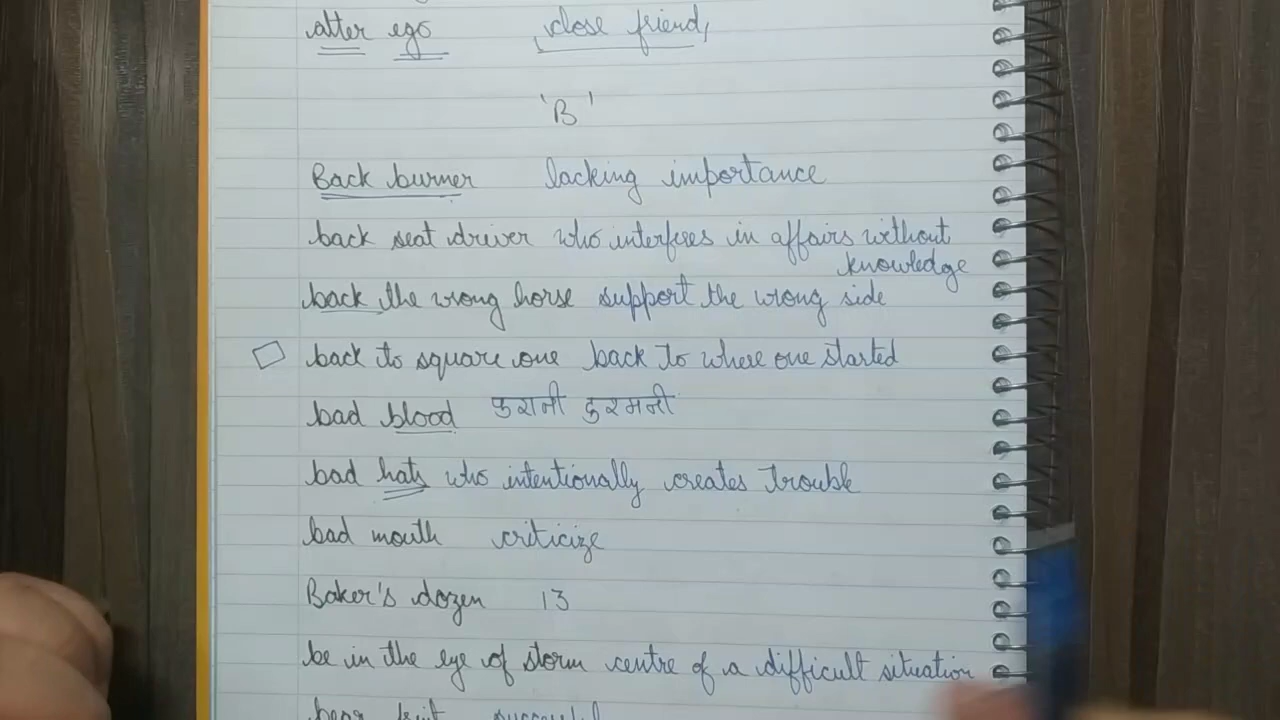 alter ego close friend
'B'
Back burner lacking importance
back seat driver who interferes in affairs without
knowledge
back the wrong horse support the wrong side
back to square one back to where one started
bad blood पुरानी दुश्मनी
bad hats who intentionally creates trouble
bad mouth criticize
Baker's dozen 13
be in the eye of storm centre of a difficult situation
bear fruit successful